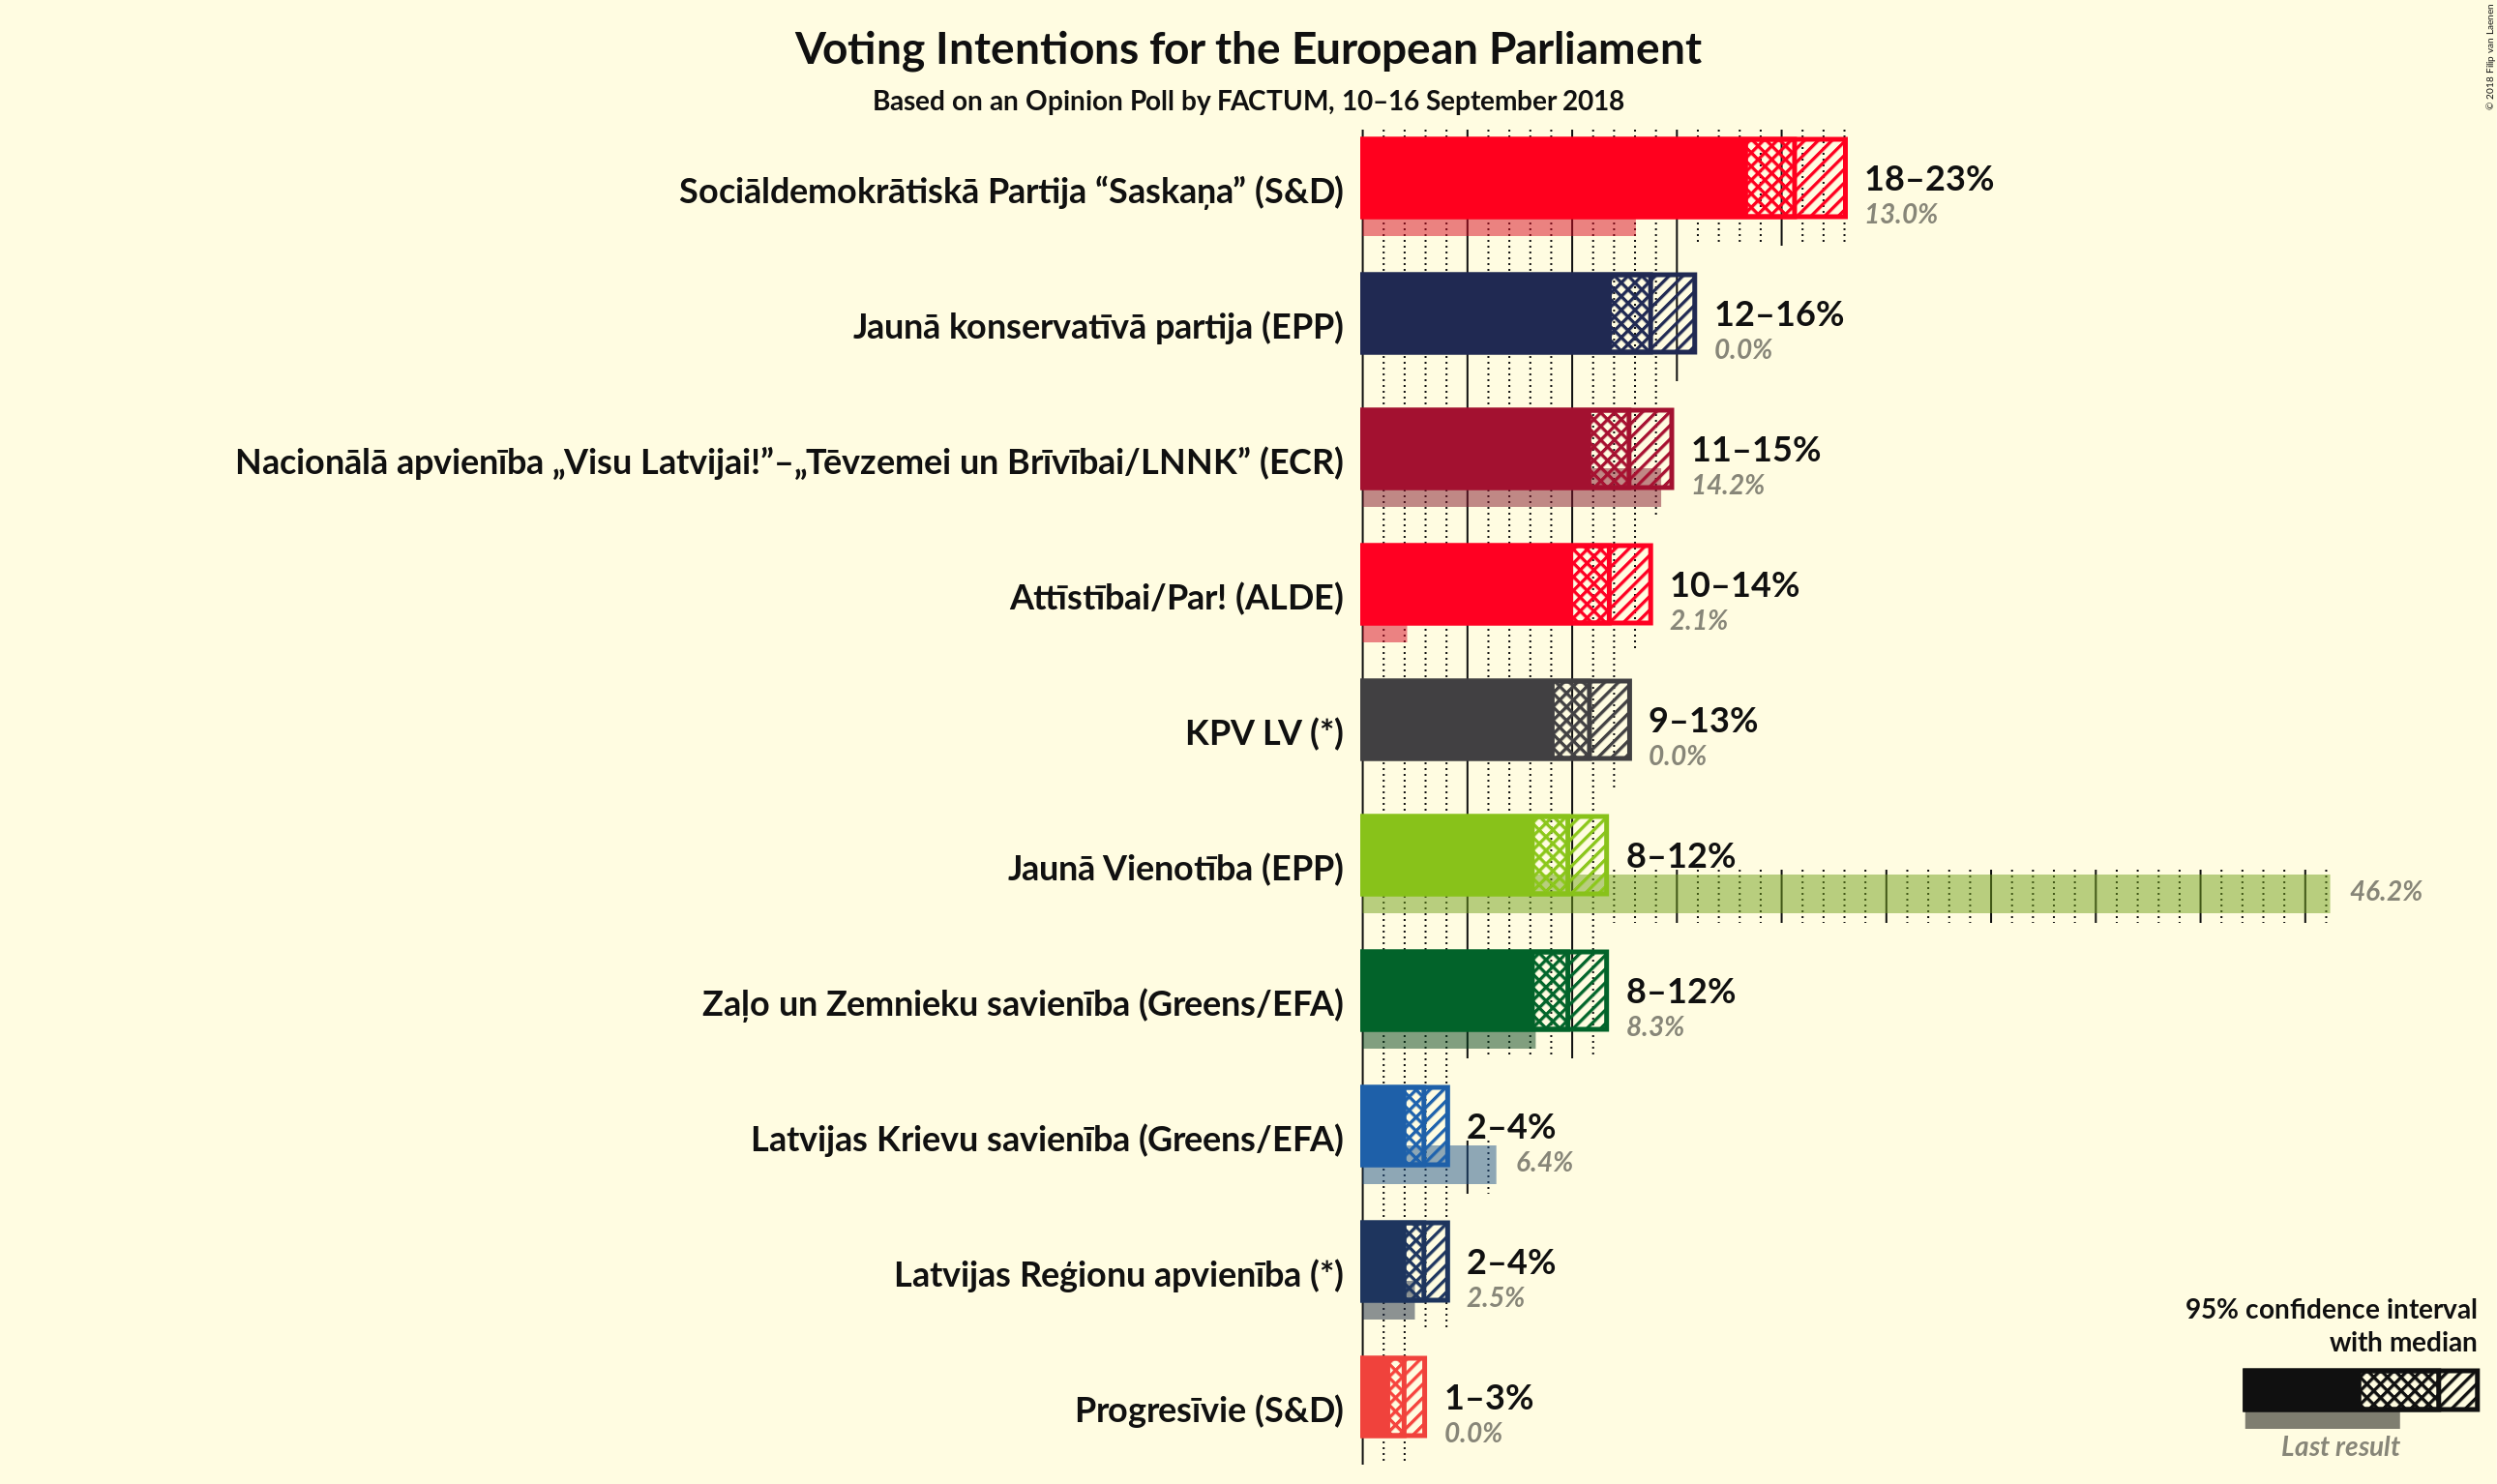 Voting Intentions for the European Parliament
Based on an Opinion Poll by FACTUM, 10–16 September 2018
© 2018 Filip van Laenen
Sociāldemokrātiskā Partija “Saskaņa” (S&D)
18–23%
13.0%
Jaunā konservatīvā partija (EPP)
12–16%
0.0%
Nacionālā apvienība „Visu Latvijai!”–„Tēvzemei un Brīvībai/LNNK” (ECR)
11–15%
14.2%
Attīstībai/Par! (ALDE)
10–14%
2.1%
KPV LV (*)
9–13%
0.0%
Jaunā Vienotība (EPP)
8–12%
46.2%
Zaļo un Zemnieku savienība (Greens/EFA)
8–12%
8.3%
Latvijas Krievu savienība (Greens/EFA)
2–4%
6.4%
Latvijas Reģionu apvienība (*)
2–4%
2.5%
Progresīvie (S&D)
1–3%
0.0%
95% confidence interval
with median
Last result